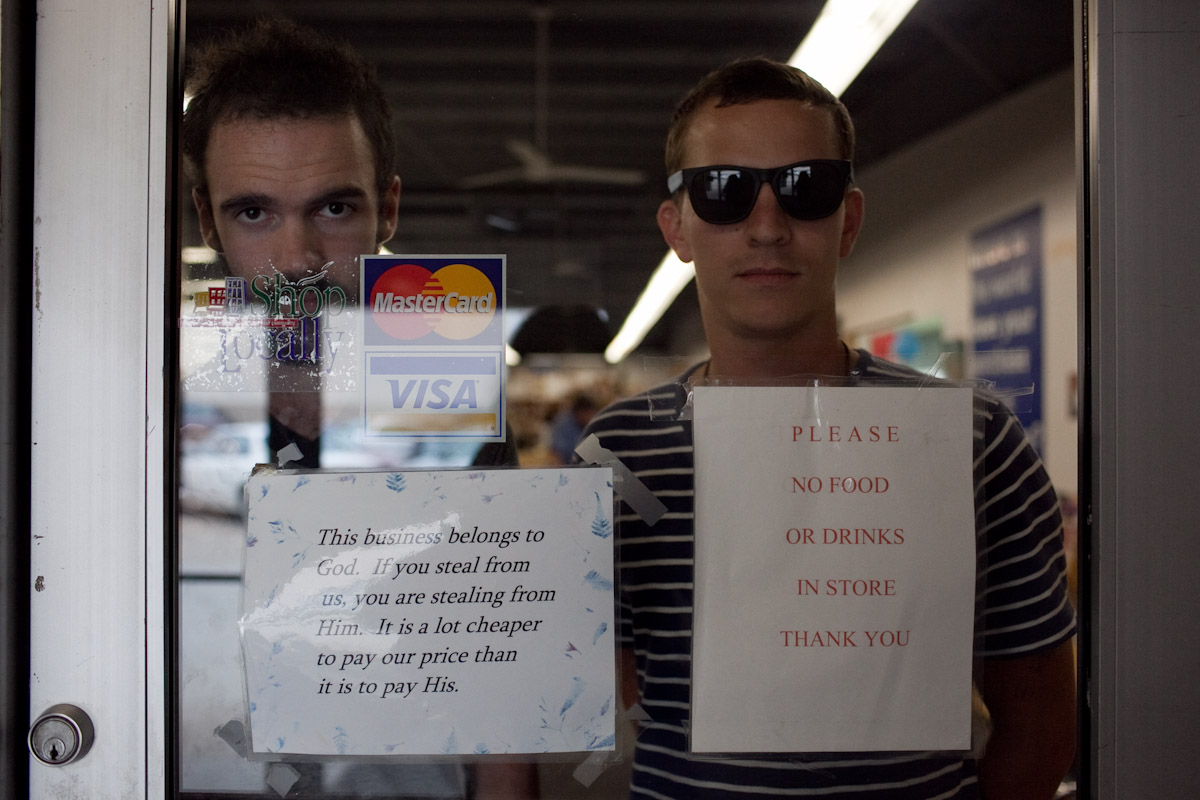 Shop
Locally
MasterCard
VISA
This business belongs to
God. If you steal from
us, you are stealing from
Him. It is a lot cheaper
to pay our price than
it is to pay His.
PLEASE
NO FOOD
OR DRINKS
IN STORE
THANK YOU